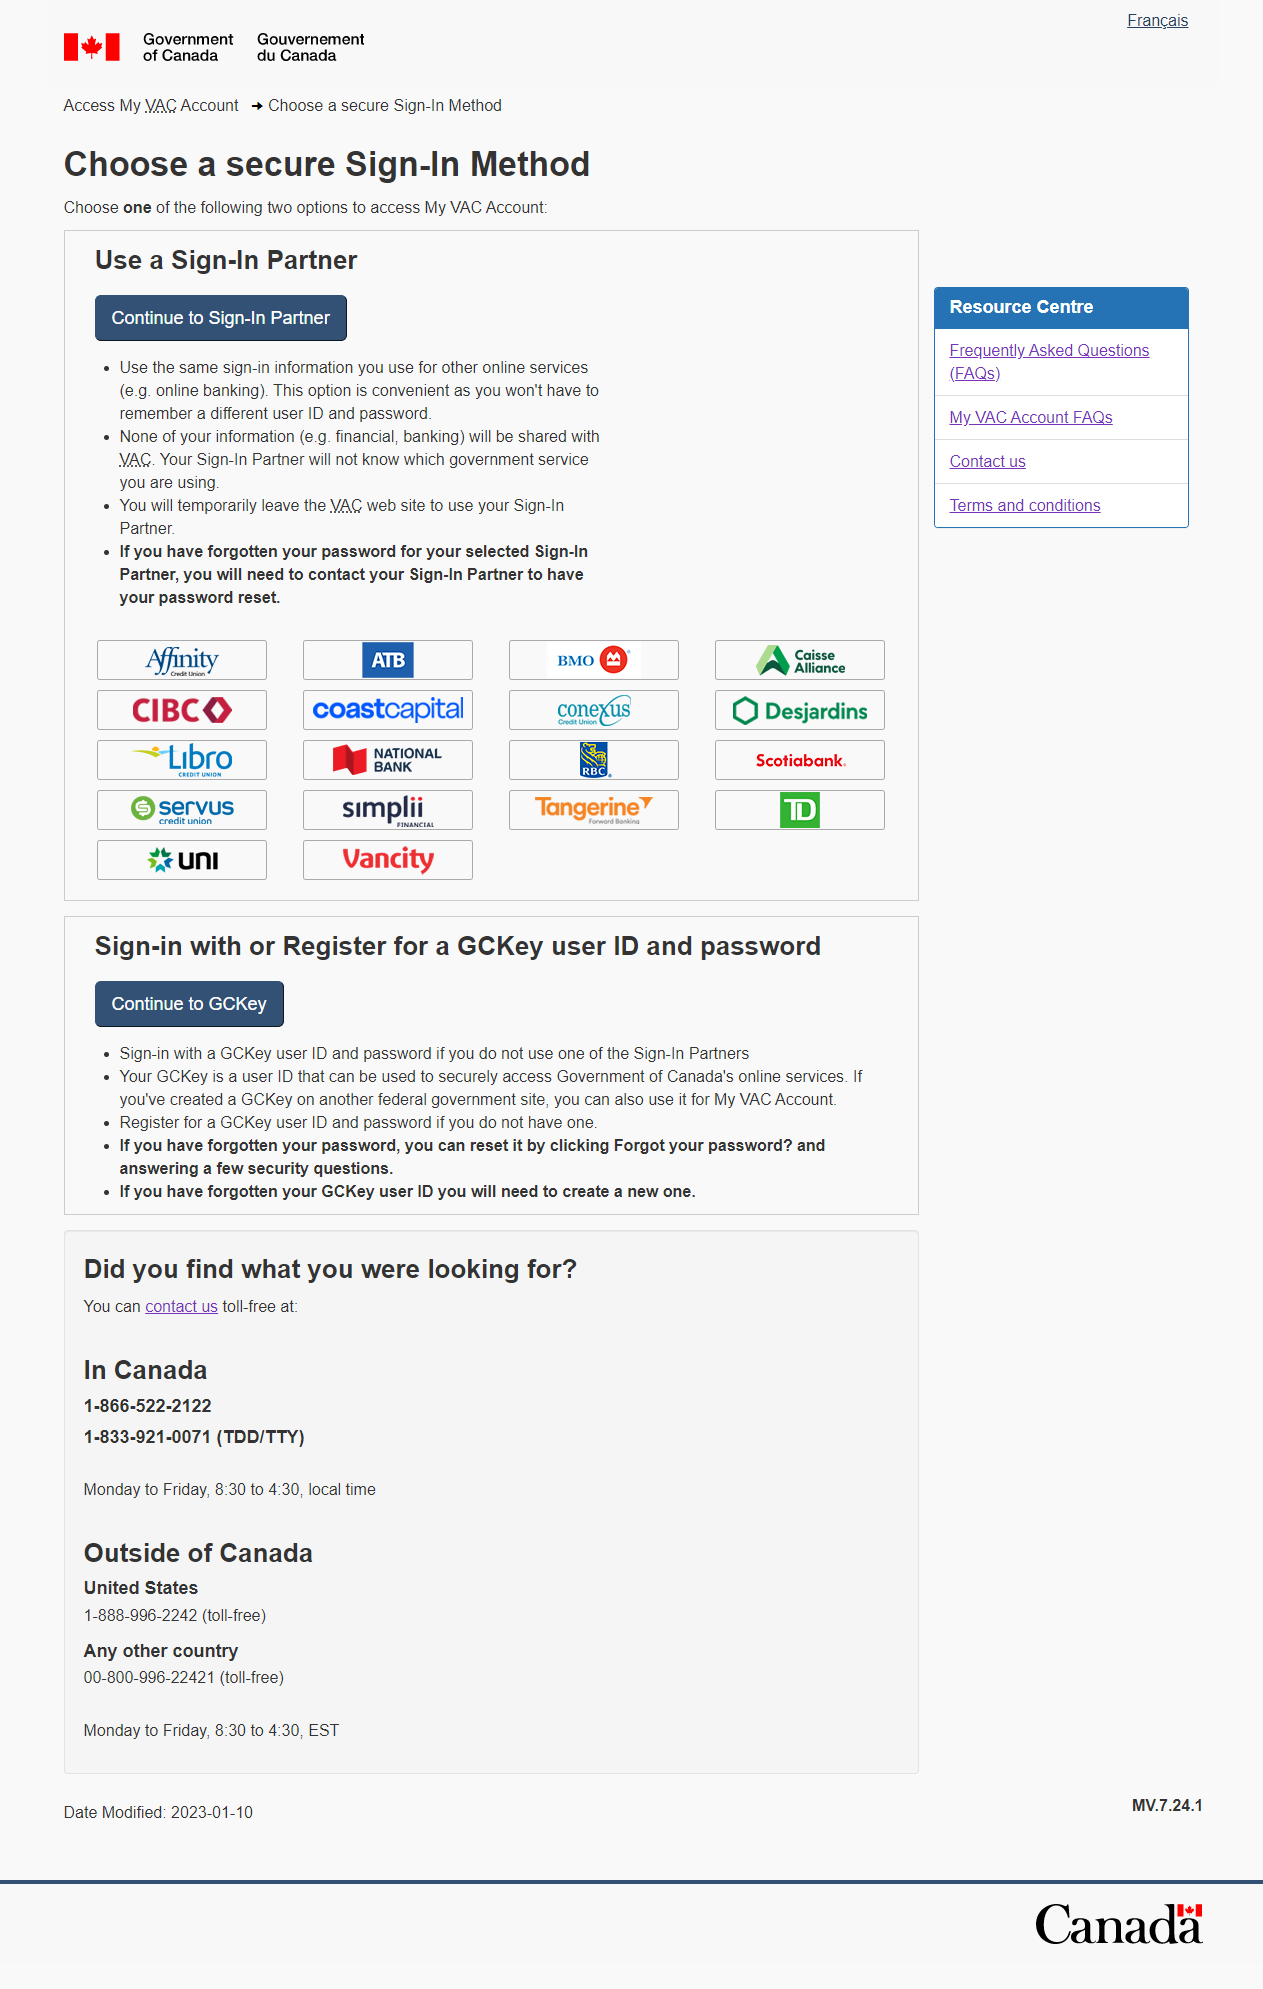 Français
Government of Canada
Gouvernement du Canada
Access My VAC Account → Choose a secure Sign-In Method
Choose a secure Sign-In Method
Choose one of the following two options to access My VAC Account:
Use a Sign-In Partner
Continue to Sign-In Partner
• Use the same sign-in information you use for other online services
(e.g. online banking). This option is convenient as you won't have to
remember a different user ID and password.
• None of your information (e.g. financial, banking) will be shared with
VAC. Your Sign-In Partner will not know which government service
you are using.
• You will temporarily leave the VAC web site to use your Sign-In
Partner.
• If you have forgotten your password for your selected Sign-In
Partner, you will need to contact your Sign-In Partner to have
your password reset.
Affinity Credit Union
ATB
BMO
Caisse Alliance
CIBC
coastcapital
conexus Credit Union
Desjardins
Libro CREDIT UNION
NATIONAL BANK
RBC
Scotiabank
servus credit union
simplii FINANCIAL
Tangerine Forward Banking
TD
UNI
Vancity
Sign-in with or Register for a GCKey user ID and password
Continue to GCKey
• Sign-in with a GCKey user ID and password if you do not use one of the Sign-In Partners
• Your GCKey is a user ID that can be used to securely access Government of Canada's online services. If
you've created a GCKey on another federal government site, you can also use it for My VAC Account.
• Register for a GCKey user ID and password if you do not have one.
• If you have forgotten your password, you can reset it by clicking Forgot your password? and
answering a few security questions.
• If you have forgotten your GCKey user ID you will need to create a new one.
Resource Centre
Frequently Asked Questions
(FAQs)
My VAC Account FAQs
Contact us
Terms and conditions
Did you find what you were looking for?
You can contact us toll-free at:
In Canada
1-866-522-2122
1-833-921-0071 (TDD/TTY)
Monday to Friday, 8:30 to 4:30, local time
Outside of Canada
United States
1-888-996-2242 (toll-free)
Any other country
00-800-996-22421 (toll-free)
Monday to Friday, 8:30 to 4:30, EST
Date Modified: 2023-01-10
MV.7.24.1
Canada